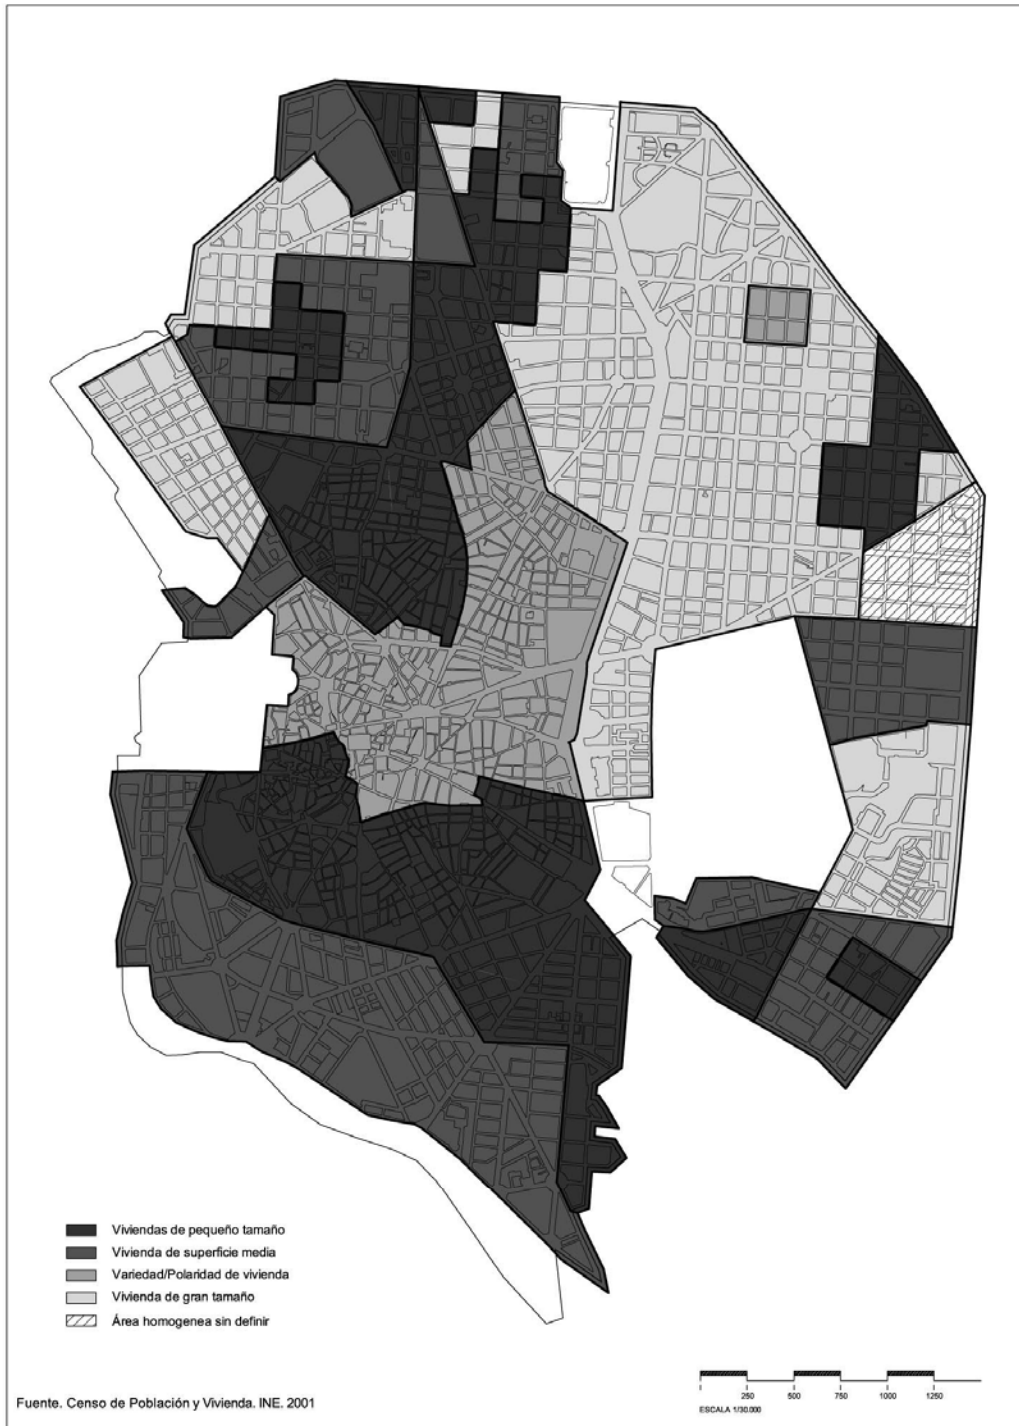 Viviendas de pequeño tamaño
Vivienda de superficie media
Variedad/Polaridad de vivienda
Vivienda de gran tamaño
Área homogenea sin definir
Fuente. Censo de Población y Vivienda. INE. 2001
250 500 750 1000 1250
ESCALA 1/30.000